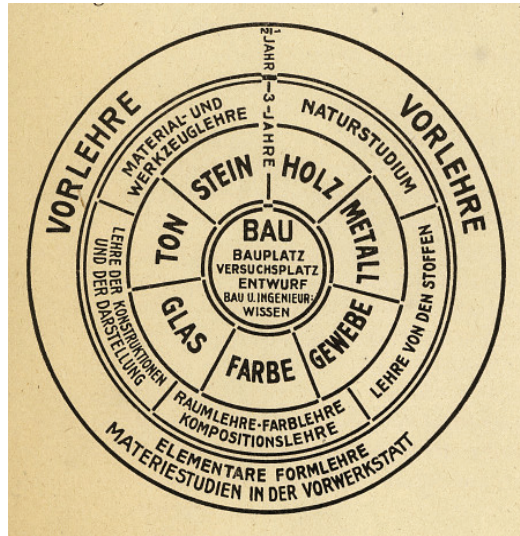 VORLEHRE
VORLEHRE
1/2 JAHR
3 JAHRE
ELEMENTARE FORMLEHRE
MATERIESTUDIEN IN DER VORWERKSTATT
MATERIAL- UND
WERKZEUGLEHRE
NATURSTUDIUM
LEHRE VON DEN STOFFEN
RAUMLEHRE-FARBLEHRE
KOMPOSITIONSLEHRE
LEHRE DER KONSTRUKTIONEN
UND DER DARSTELLUNG
STEIN
HOLZ
METALL
GEWEBE
FARBE
GLAS
TON
BAU
BAUPLATZ
VERSUCHSPLATZ
ENTWURF
BAU U. INGENIEUR:
WISSEN